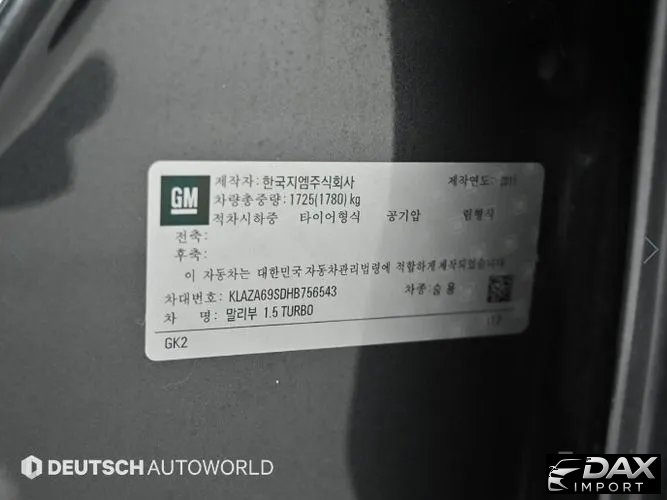 GM
제작자: 한국지엠주식회사 제작연도:
차량총중량: 1725(1780) kg
적차시하중 타이어형식 공기압 림형식
전축:
후축:
이 자동차는 대한민국 자동차관리법령에 적합하게 제작되었습니다
차대번호: KLAZA69SDHB756543 차종: 승용
차 명: 말리부 1.5 TURBO
GK2
DEUTSCH AUTOWORLD
DAX
IMPORT